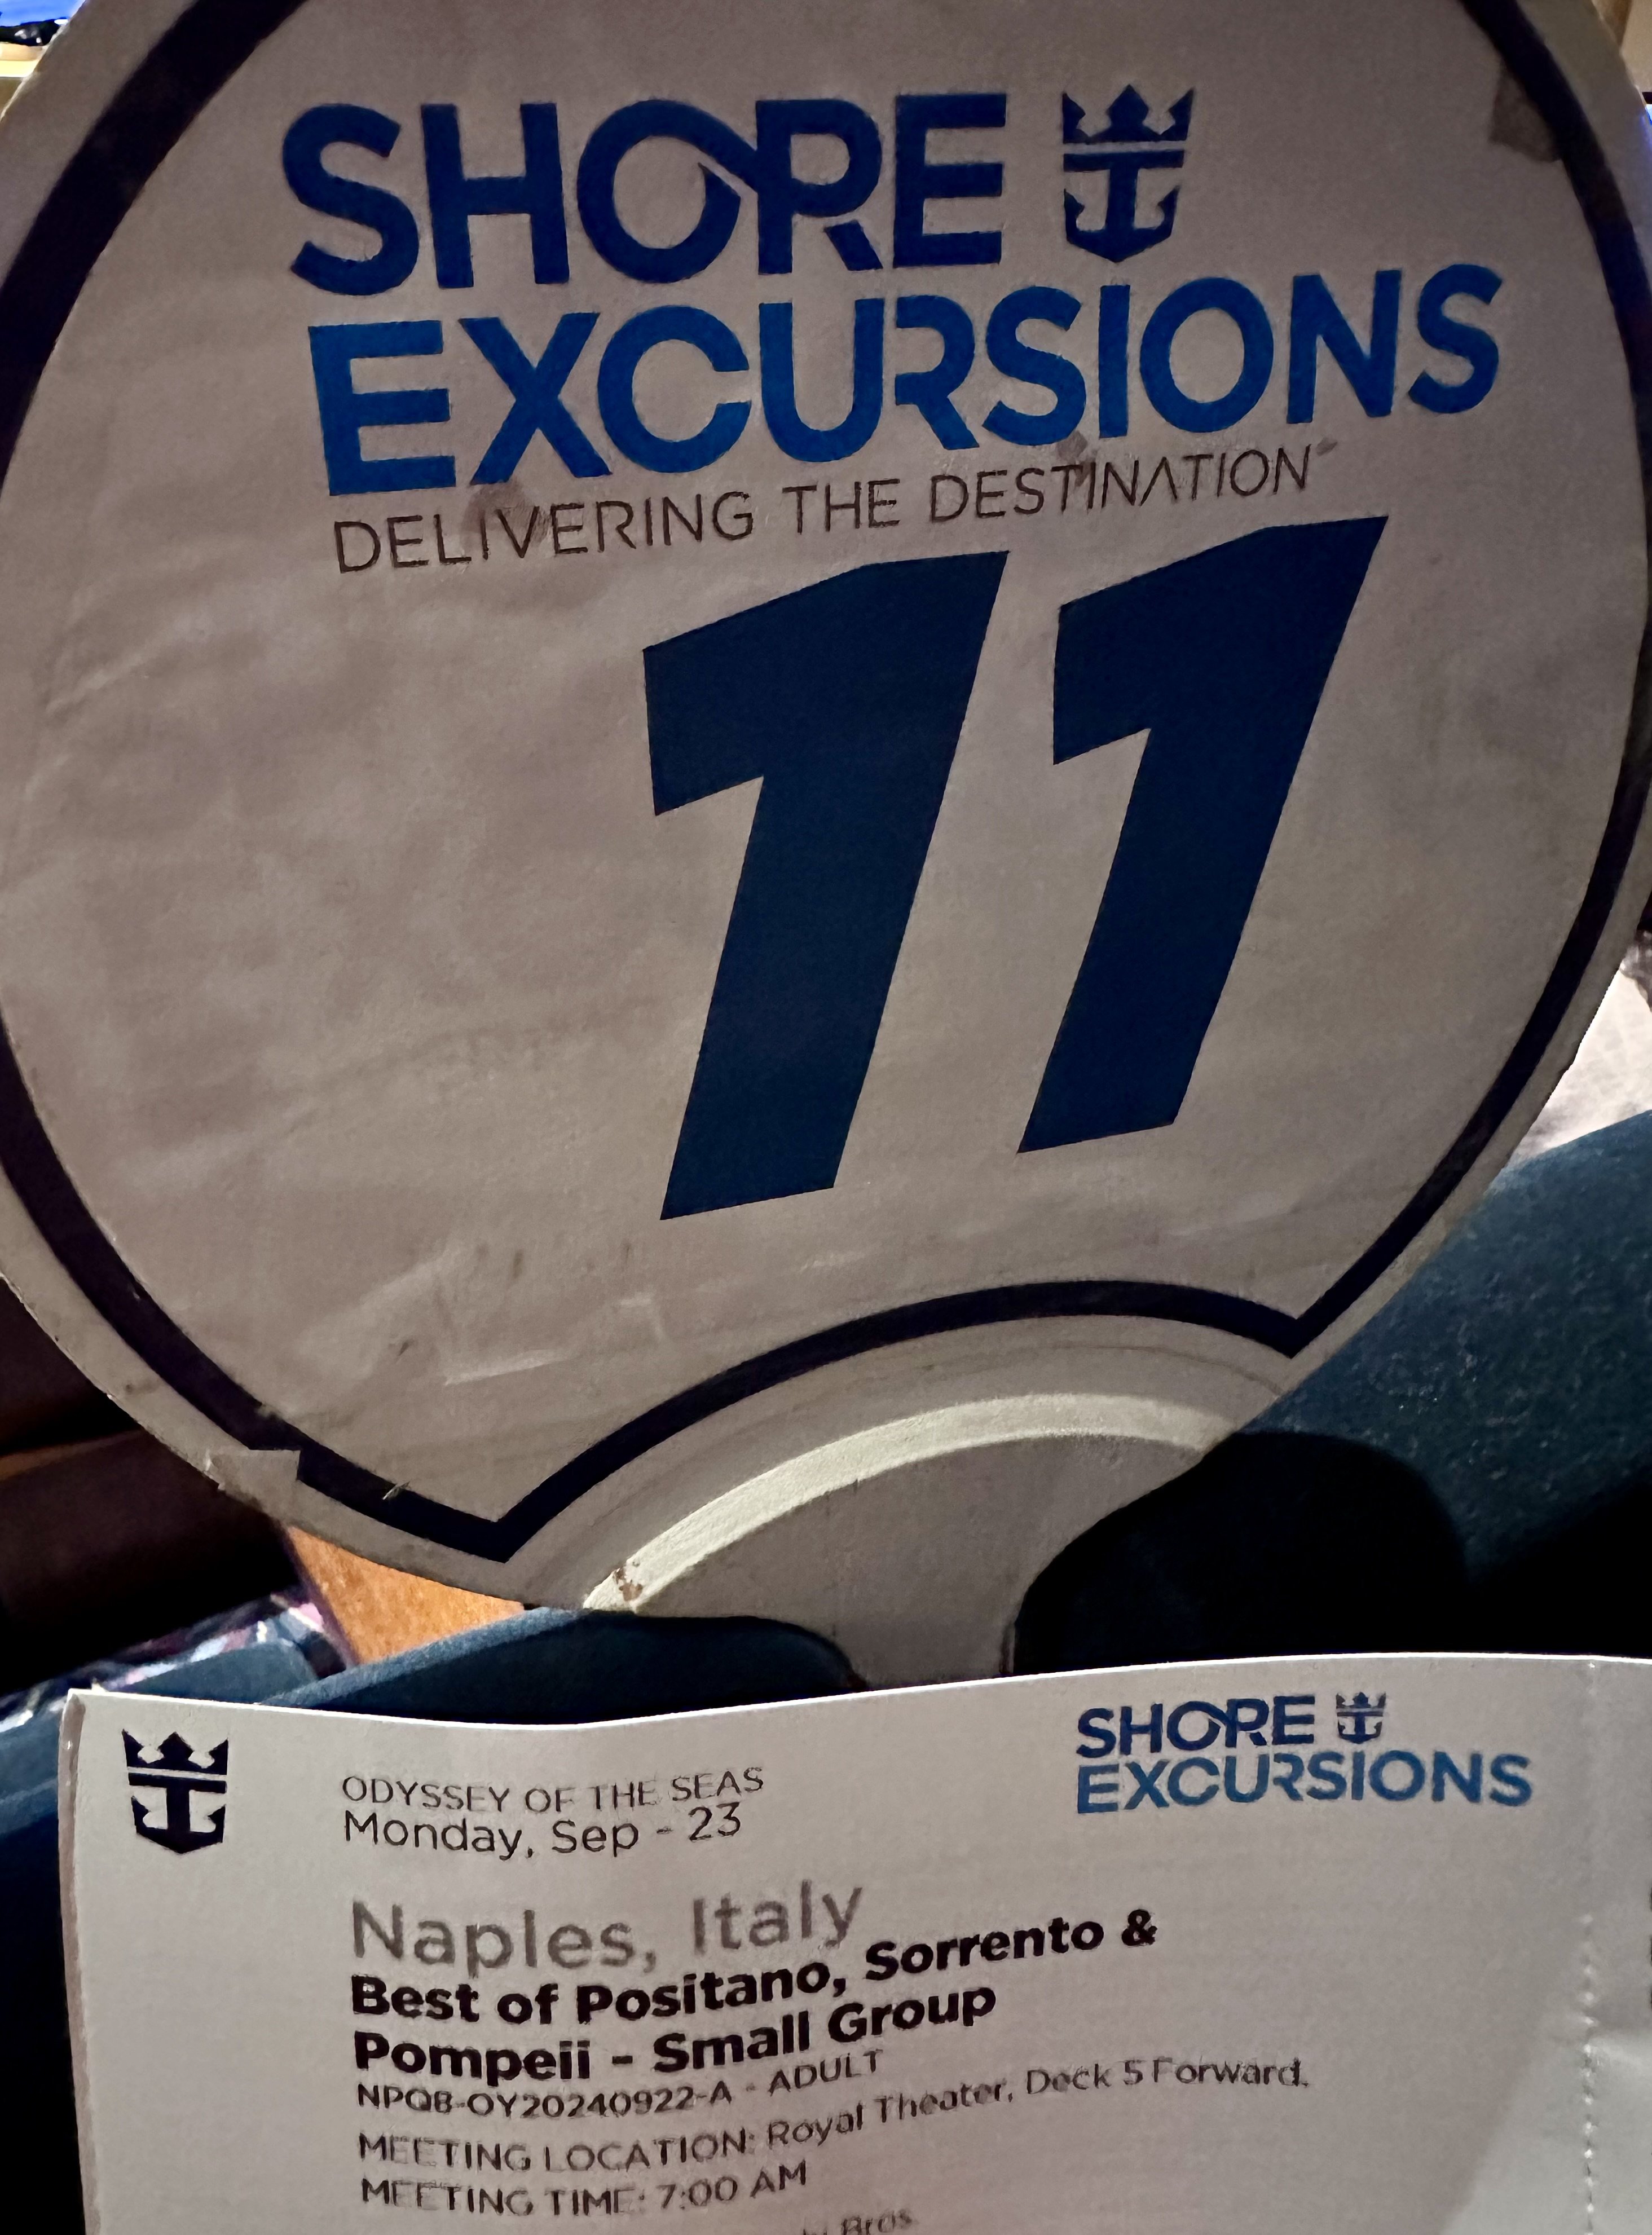 SHORE
EXCURSIONS
DELIVERING THE DESTINATION
11
SHORE
EXCURSIONS
ODYSSEY OF THE SEAS
Monday, Sep - 23
Naples, Italy
Best of Positano, Sorrento &
Pompeii - Small Group
NPQB-OY20240922-A - ADULT
MEETING LOCATION: Royal Theater, Deck 5 Forward.
MEETING TIME: 7:00 AM
Bros